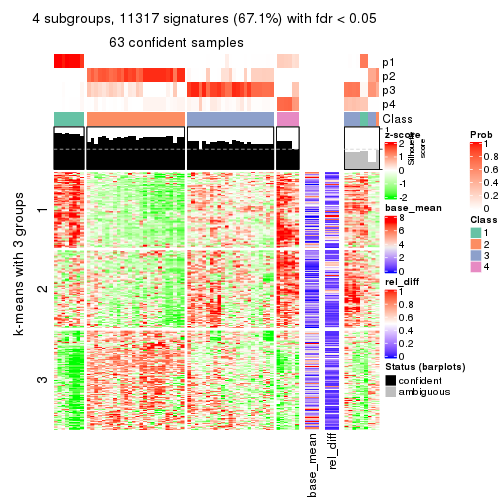 4 subgroups, 11317 signatures (67.1%) with fdr < 0.05
63 confident samples
p1
p2
p3
p4
Class
1
Silhouette
score
k-means with 3 groups
1
2
3
base_mean
rel_diff
z-score
2
1
0
-1
-2
base_mean
8
6
4
2
0
rel_diff
1
0.8
0.6
0.4
0.2
0
Status (barplots)
confident
ambiguous
Prob
1
0.8
0.6
0.4
0.2
0
Class
1
2
3
4